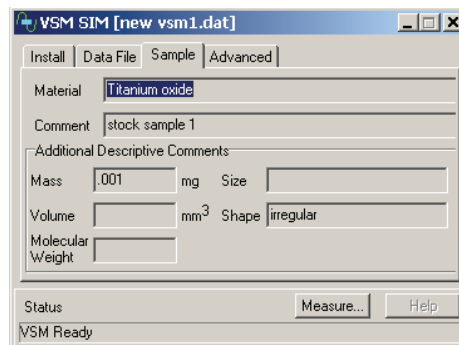 VSM SIM [new vsm1.dat]
Install Data File Sample Advanced
Material Titanium oxide
Comment stock sample 1
Additional Descriptive Comments
Mass .001 mg Size
Volume mm3 Shape irregular
Molecular
Weight
Status Measure... Help
VSM Ready